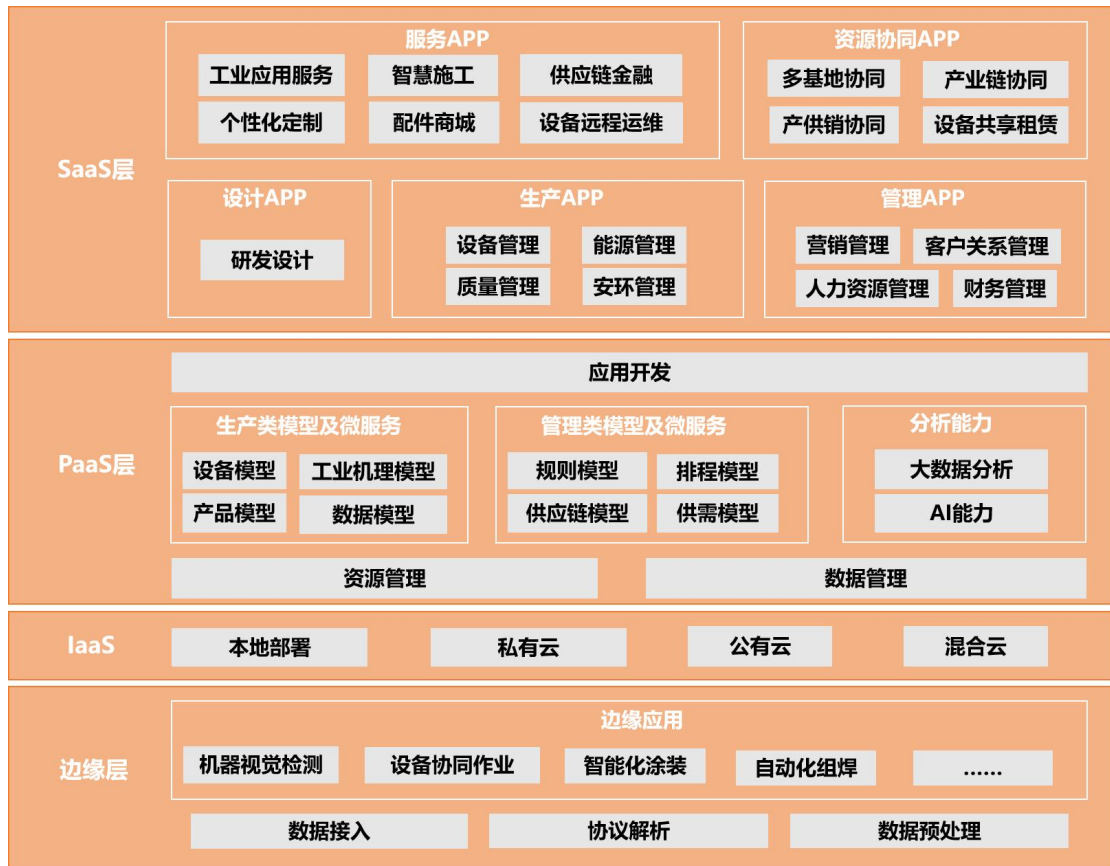 SaaS层
服务APP
工业应用服务 智慧施工 供应链金融
个性化定制 配件商城 设备远程运维
资源协同APP
多基地协同 产业链协同
产供销协同 设备共享租赁
设计APP
研发设计
生产APP
设备管理 能源管理
质量管理 安环管理
管理APP
营销管理 客户关系管理
人力资源管理 财务管理
PaaS层
应用开发
生产类模型及微服务
设备模型 工业机理模型
产品模型 数据模型
管理类模型及微服务
规则模型 排程模型
供应链模型 供需模型
分析能力
大数据分析
AI能力
资源管理 数据管理
IaaS
本地部署 私有云 公有云 混合云
边缘层
边缘应用
机器视觉检测 设备协同作业 智能化涂装 自动化组焊 ......
数据接入 协议解析 数据预处理